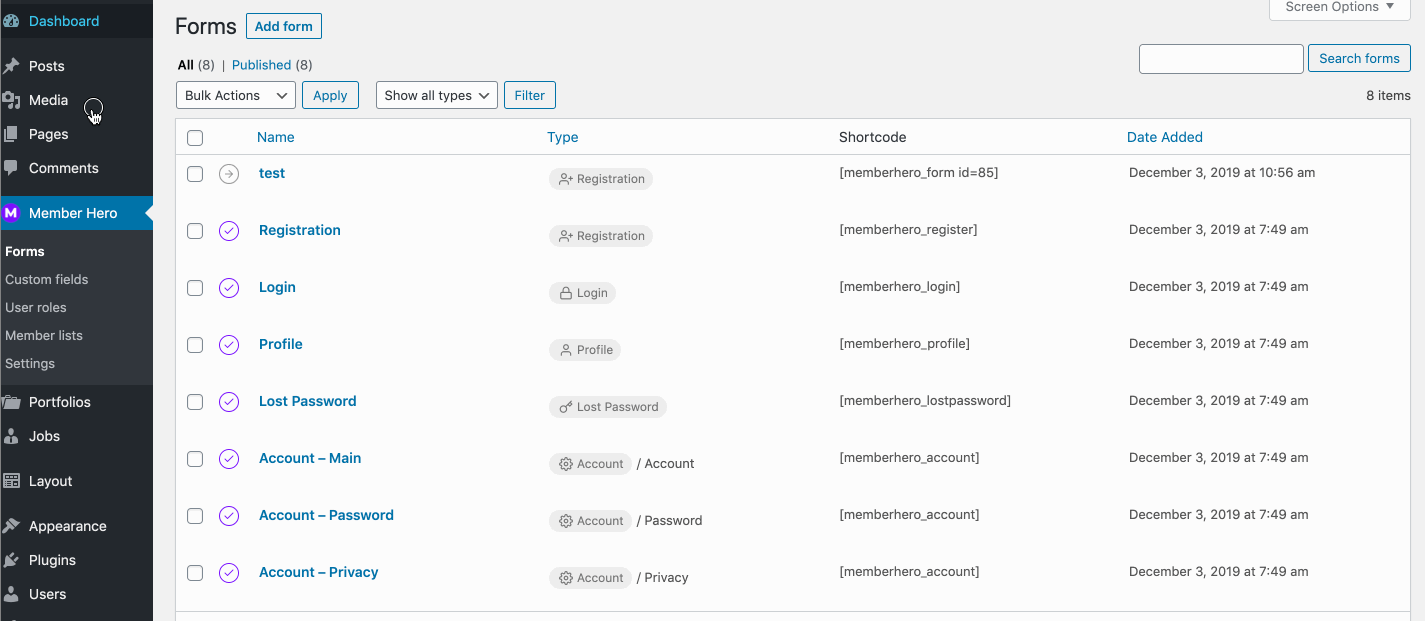 Dashboard
Posts
Media
Pages
Comments
M Member Hero
Forms
Custom fields
User roles
Member lists
Settings
Portfolios
Jobs
Layout
Appearance
Plugins
Users
Screen Options
Forms Add form
All (8) | Published (8)
Search forms
Bulk Actions Apply Show all types Filter
8 items
Name Type Shortcode Date Added
test Registration [memberhero_form id=85] December 3, 2019 at 10:56 am
Registration Registration [memberhero_register] December 3, 2019 at 7:49 am
Login Login [memberhero_login] December 3, 2019 at 7:49 am
Profile Profile [memberhero_profile] December 3, 2019 at 7:49 am
Lost Password Lost Password [memberhero_lostpassword] December 3, 2019 at 7:49 am
Account – Main Account / Account [memberhero_account] December 3, 2019 at 7:49 am
Account – Password Account / Password [memberhero_account] December 3, 2019 at 7:49 am
Account – Privacy Account / Privacy [memberhero_account] December 3, 2019 at 7:49 am